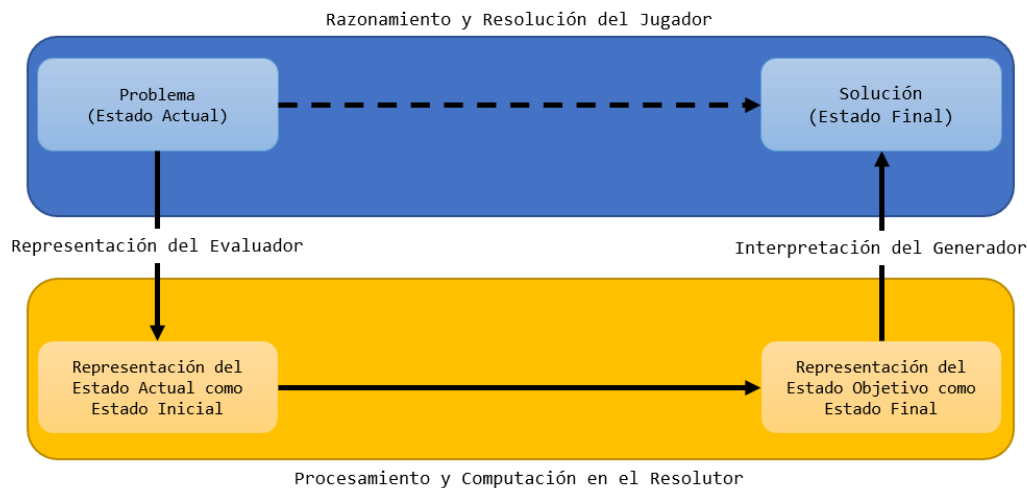 Razonamiento y Resolución del Jugador
Problema
(Estado Actual)
Solución
(Estado Final)
Representación del Evaluador
Interpretación del Generador
Representación del
Estado Actual como
Estado Inicial
Representación del
Estado Objetivo como
Estado Final
Procesamiento y Computación en el Resolutor